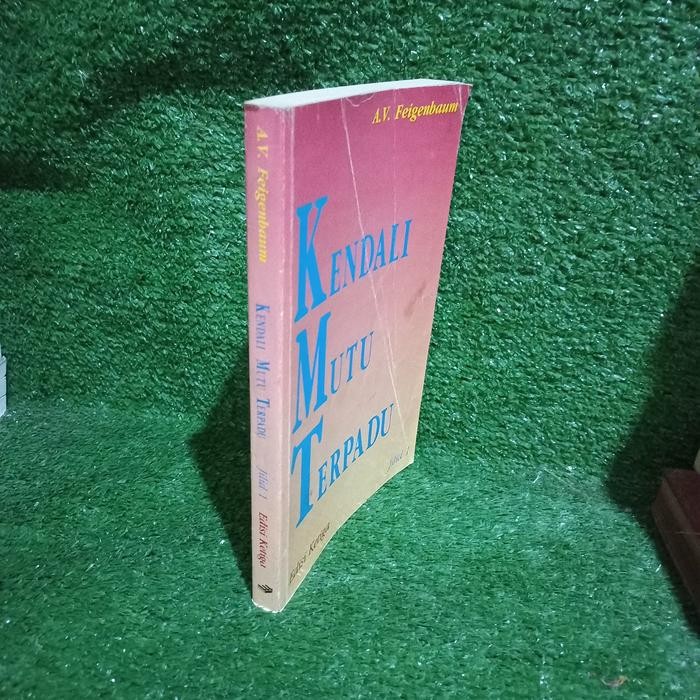 A.V. Feigenbaum
KENDALI
MUTU
TERPADU
Jilid 1
Edisi Ketiga
A.V. Feigenbaum
KENDALI MUTU TERPADU
Jilid 1
Edisi Ketiga